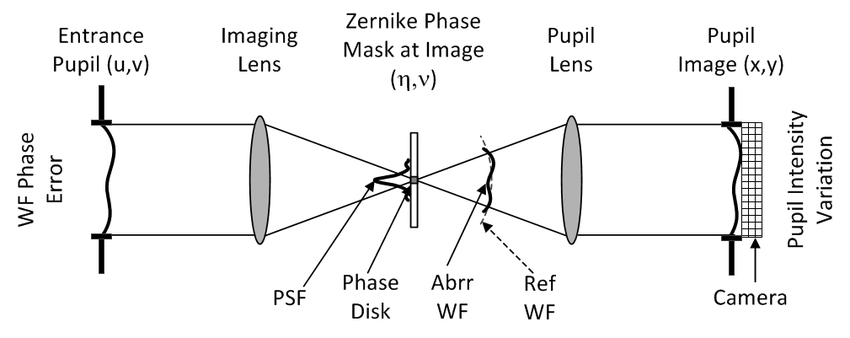 Entrance
Pupil (u,v)
Imaging
Lens
Zernike Phase
Mask at Image
(η,ν)
Pupil
Lens
Pupil
Image (x,y)
WF Phase
Error
Pupil Intensity
Variation
PSF
Phase
Disk
Abrr
WF
Ref
WF
Camera